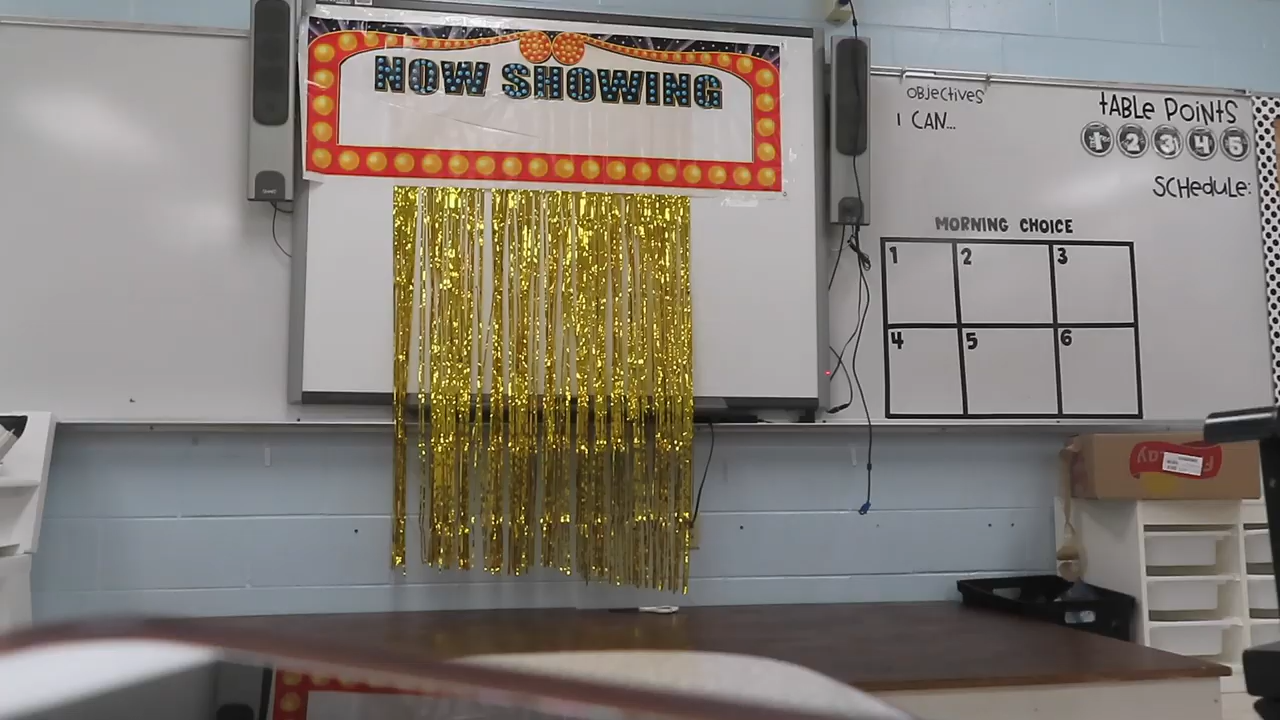 NOW SHOWING
OBJECTIVES
I CAN...
TABLE POINTS
1 2 3 4 5
SCHEDULE:
MORNING CHOICE
1 2 3
4 5 6